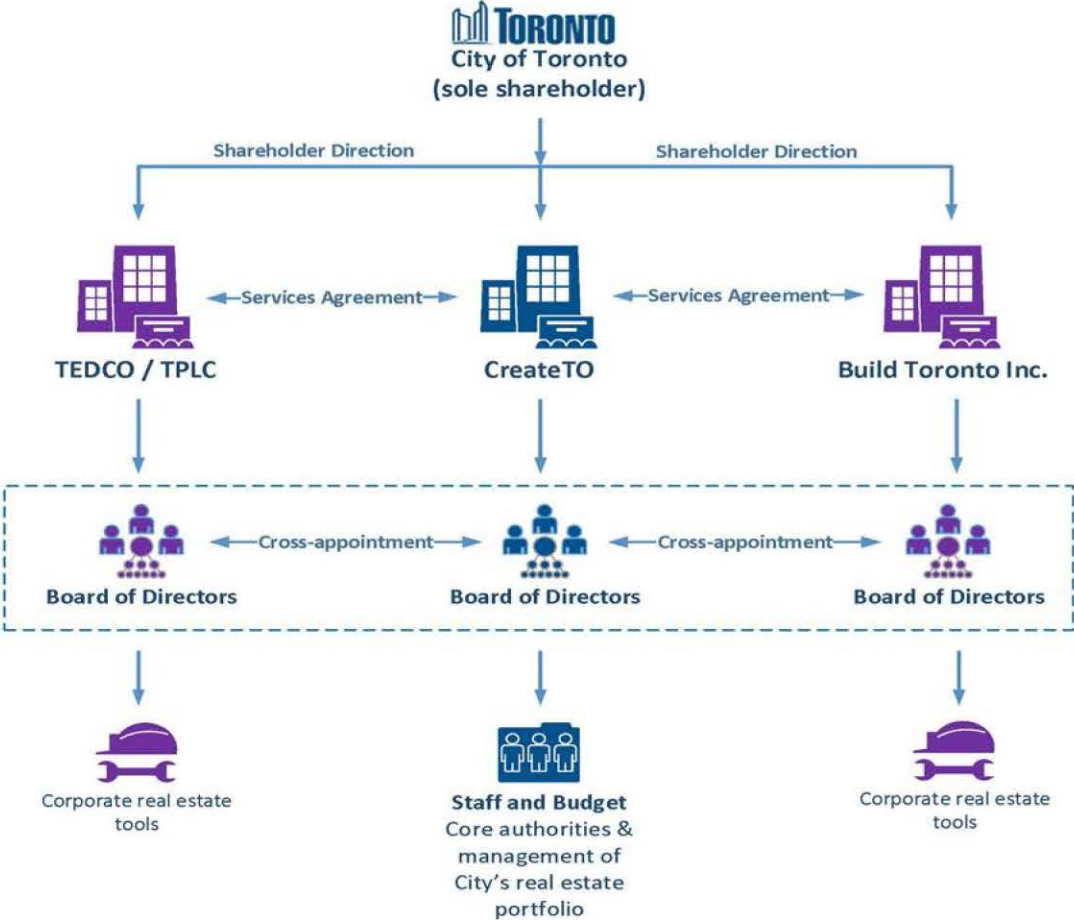 TORONTO
City of Toronto
(sole shareholder)
Shareholder Direction
Shareholder Direction
Services Agreement
Services Agreement
TEDCO / TPLC
CreateTO
Build Toronto Inc.
Cross-appointment
Cross-appointment
Board of Directors
Board of Directors
Board of Directors
Corporate real estate
tools
Staff and Budget
Core authorities &
management of
City's real estate
portfolio
Corporate real estate
tools